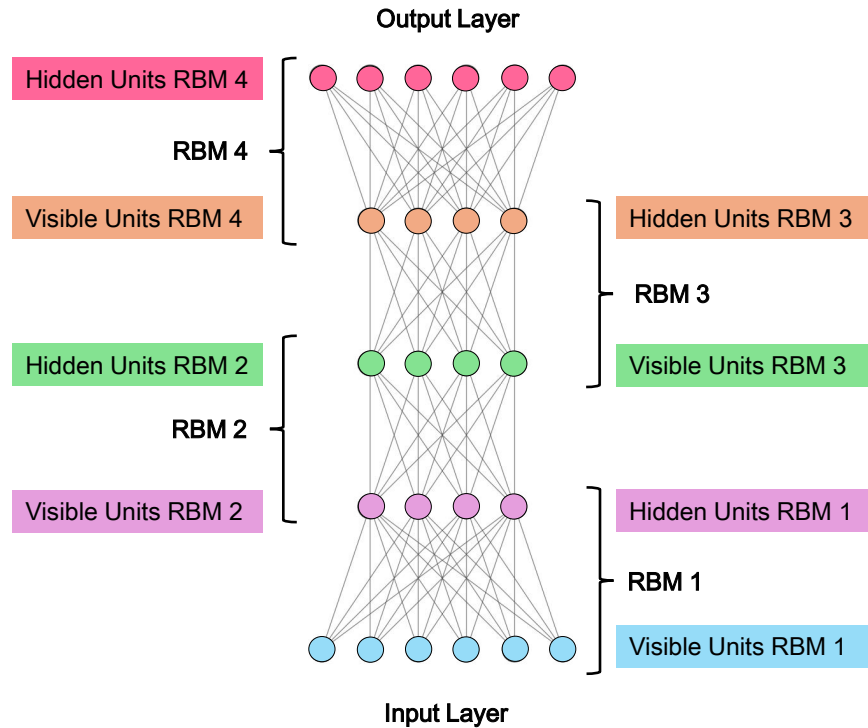 Output Layer
Hidden Units RBM 4
RBM 4
Visible Units RBM 4
Hidden Units RBM 3
RBM 3
Hidden Units RBM 2
Visible Units RBM 3
RBM 2
Visible Units RBM 2
Hidden Units RBM 1
RBM 1
Visible Units RBM 1
Input Layer